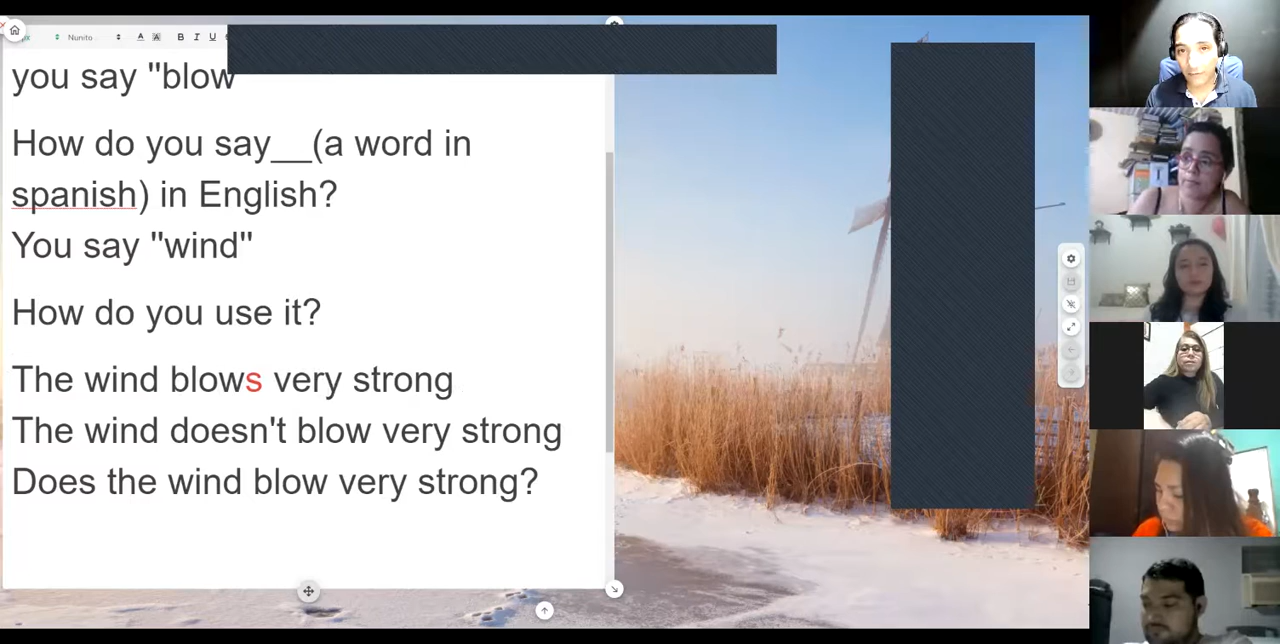 Nunito
A A B I U
you say "blow
How do you say__(a word in
spanish) in English?
You say "wind"
How do you use it?
The wind blows very strong
The wind doesn't blow very strong
Does the wind blow very strong?